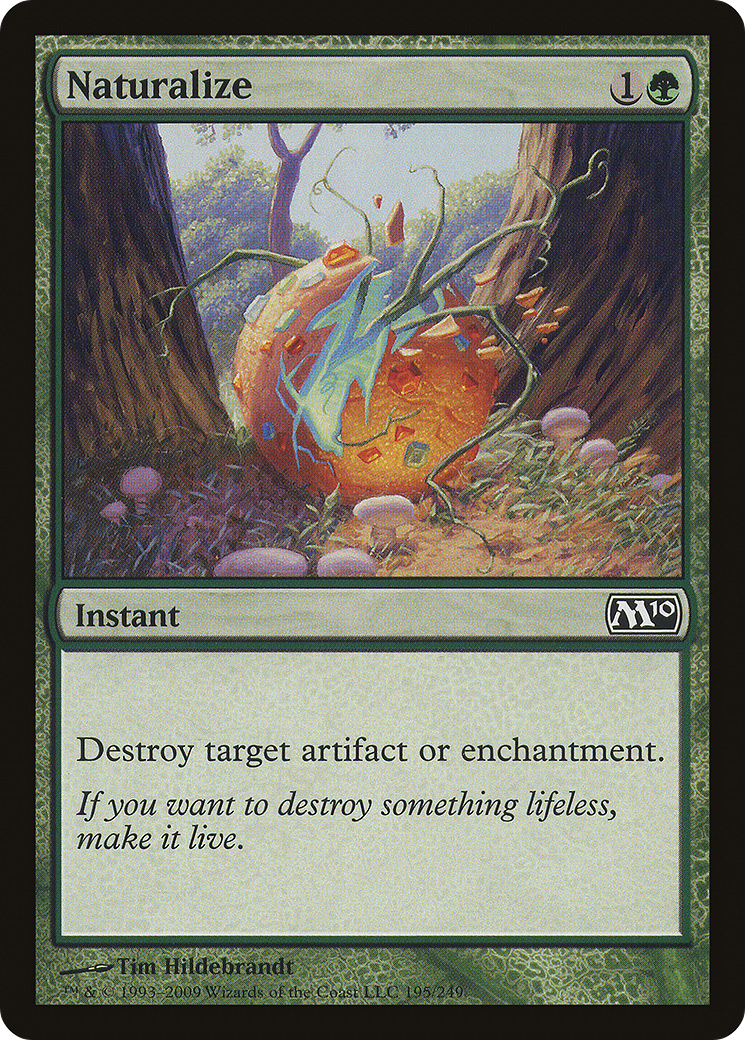 Naturalize 1
Instant M10
Destroy target artifact or enchantment.
If you want to destroy something lifeless,
make it live.
Tim Hildebrandt
™ & © 1993–2009 Wizards of the Coast LLC 195/249